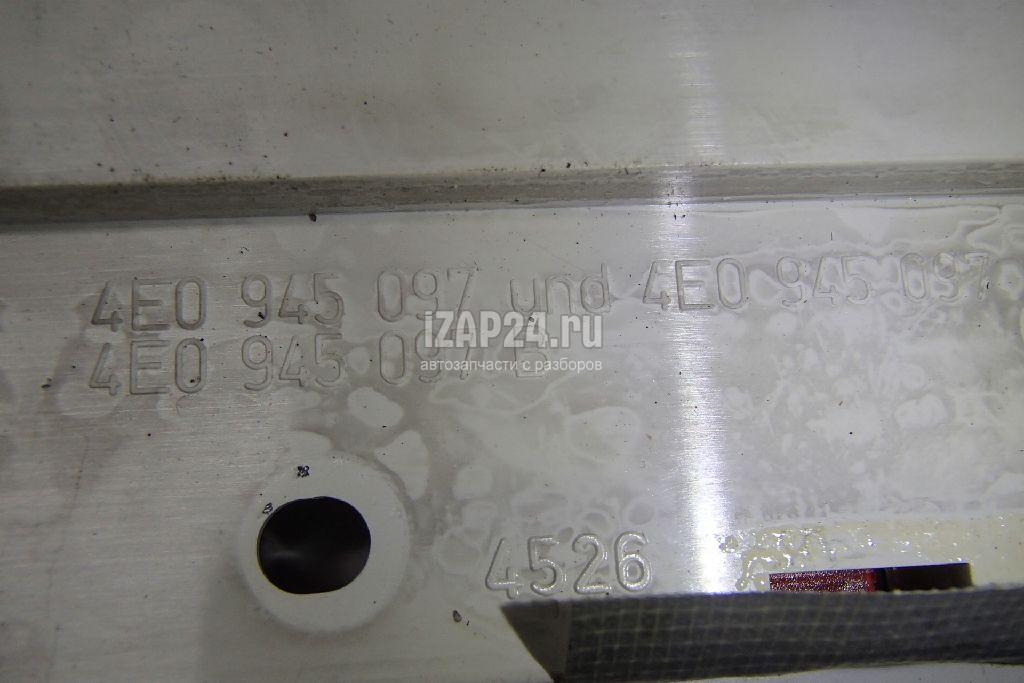 4E0 945 097 und 4E0 945 097
4E0 945 097 B
iZAP24.ru
автозапчасти с разборов
4526